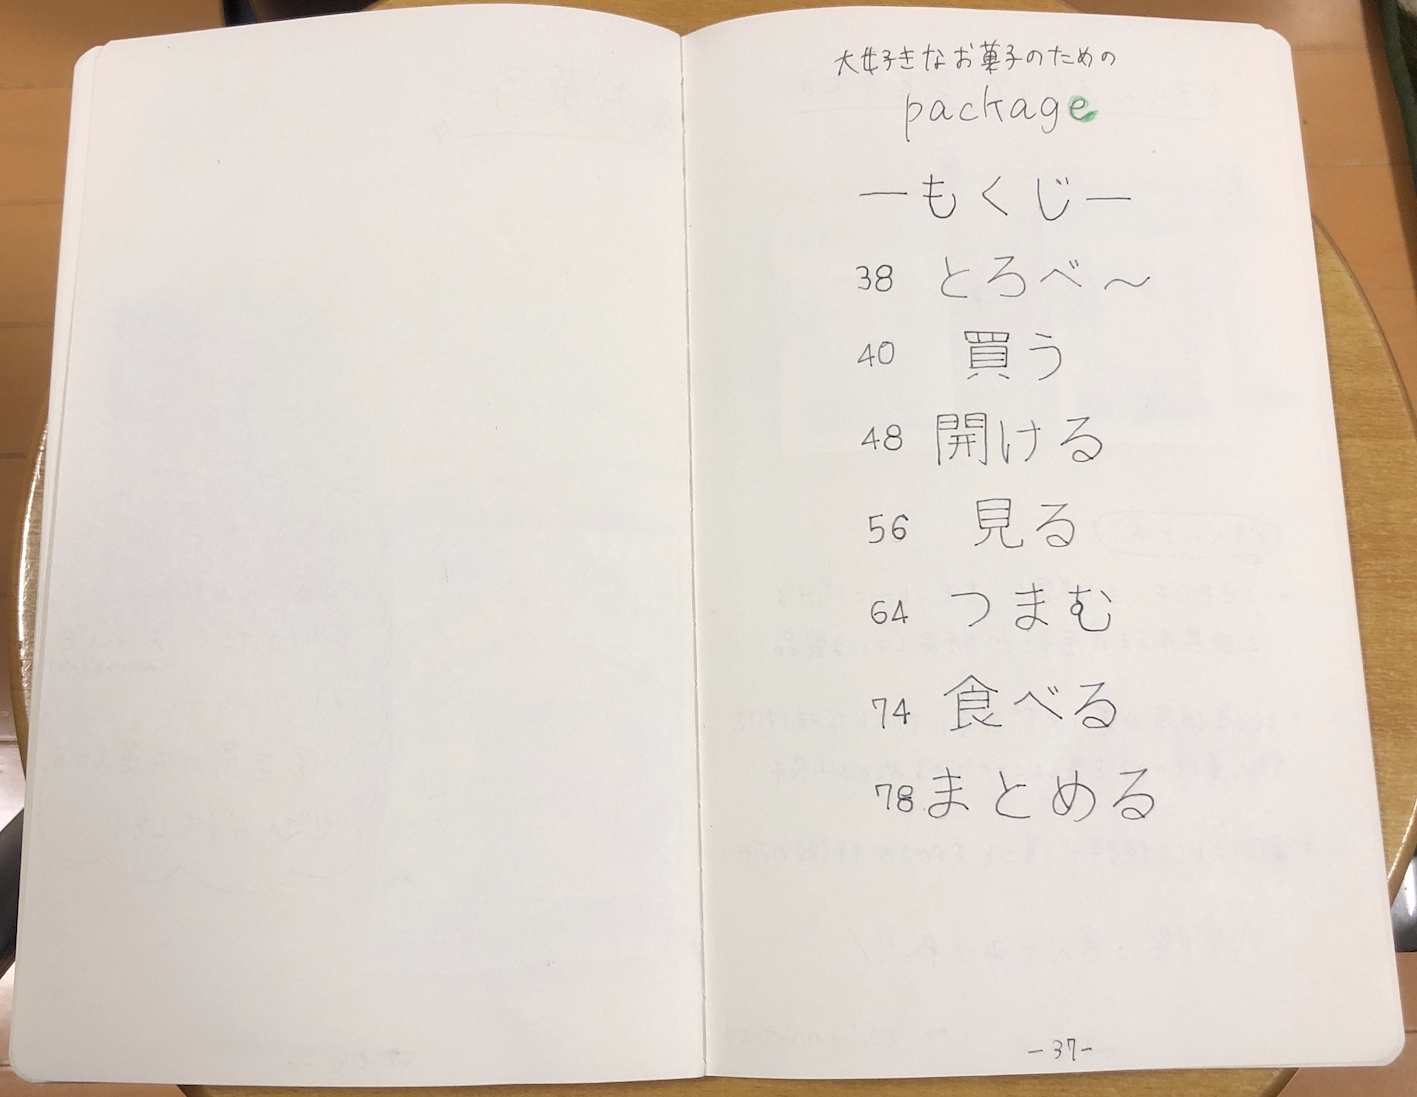 大好きなお菓子のための
package
ーもくじー
38 とろべ〜
40 買う
48 開ける
56 見る
64 つまむ
74 食べる
78 まとめる
-37-